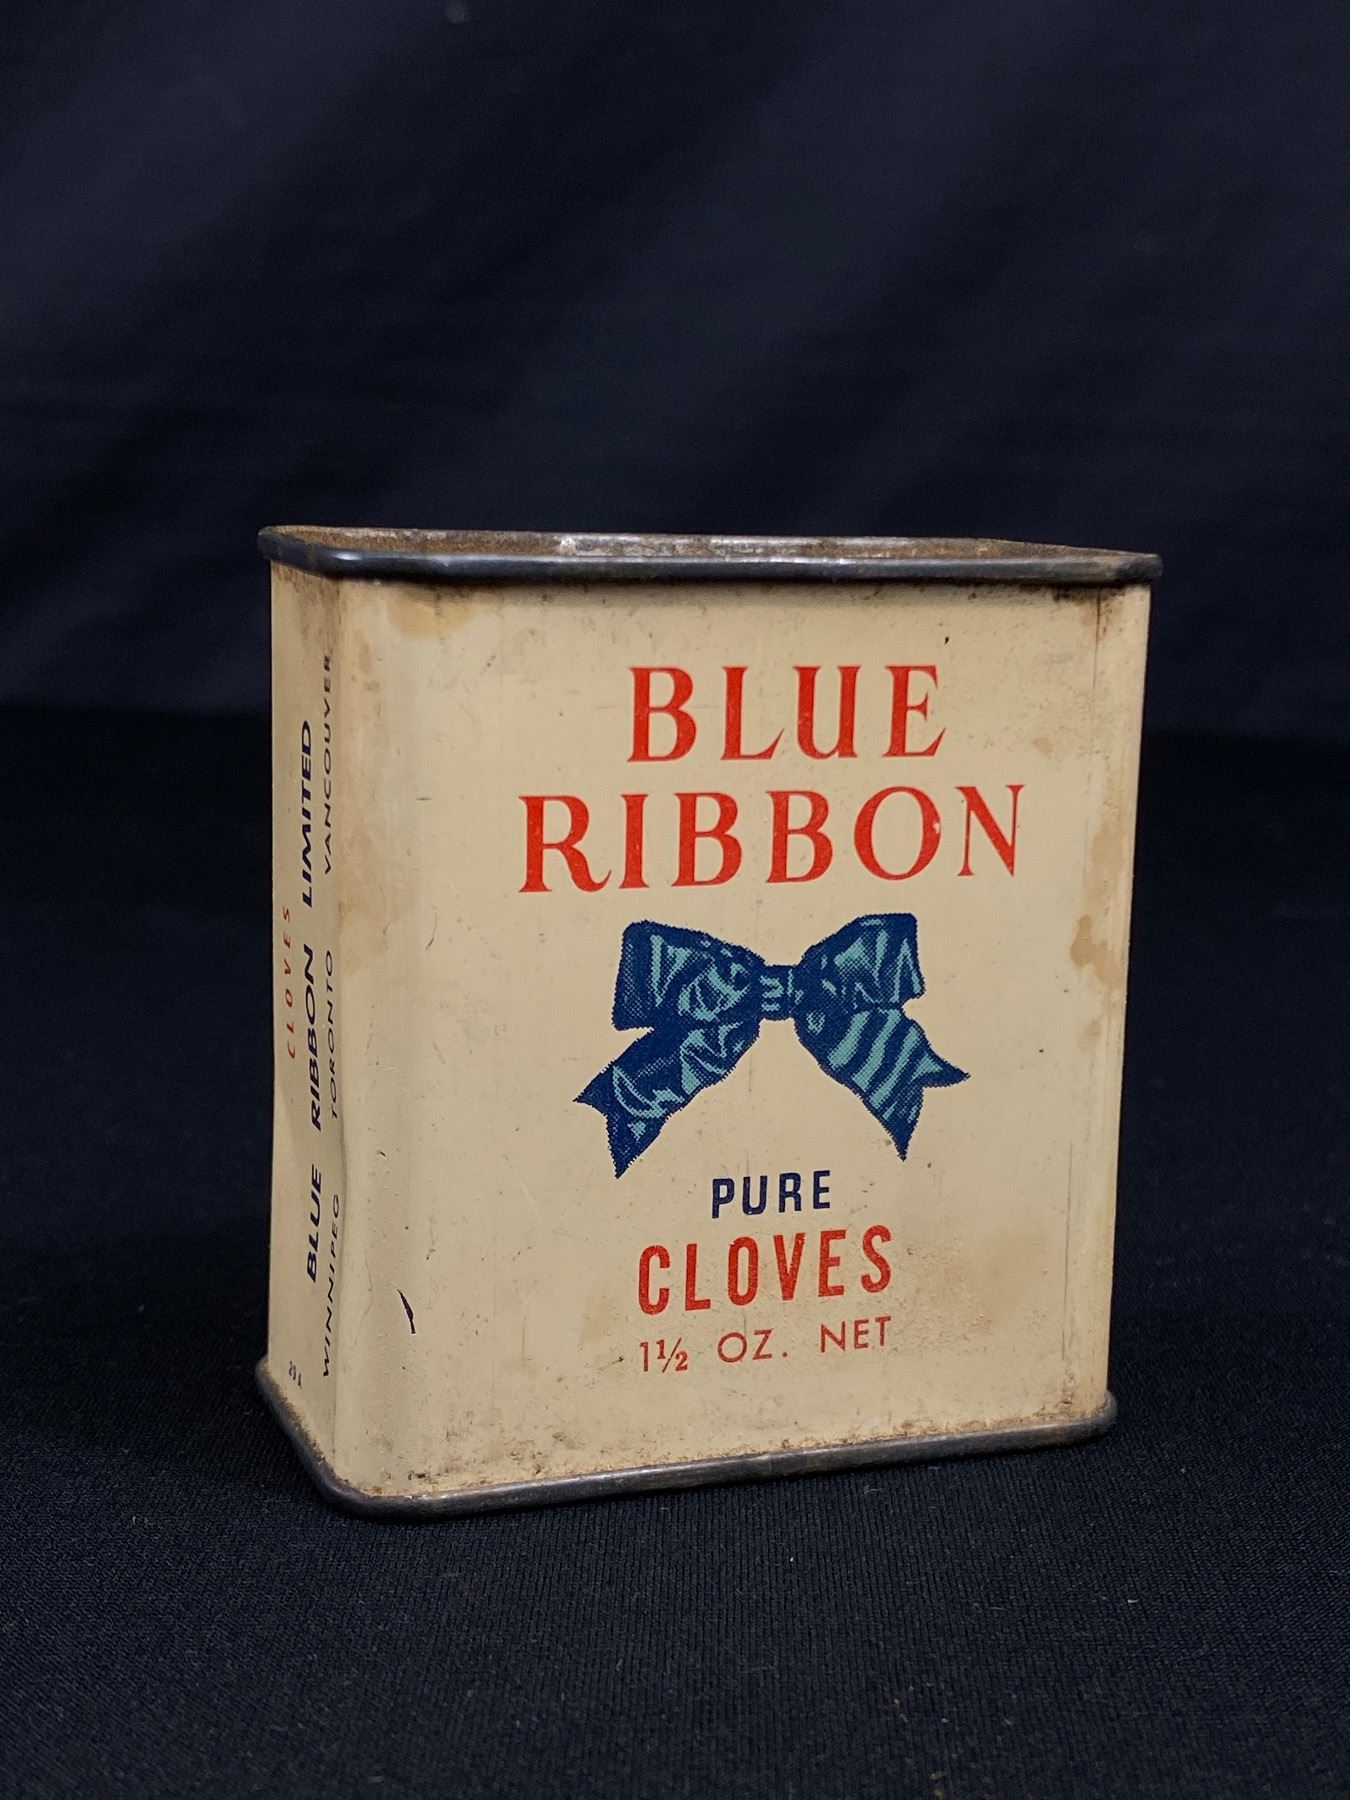 BLUE
RIBBON
PURE
CLOVES
1½ OZ. NET
CLOVES
BLUE RIBBON LIMITED
WINNIPEG TORONTO VANCOUVER